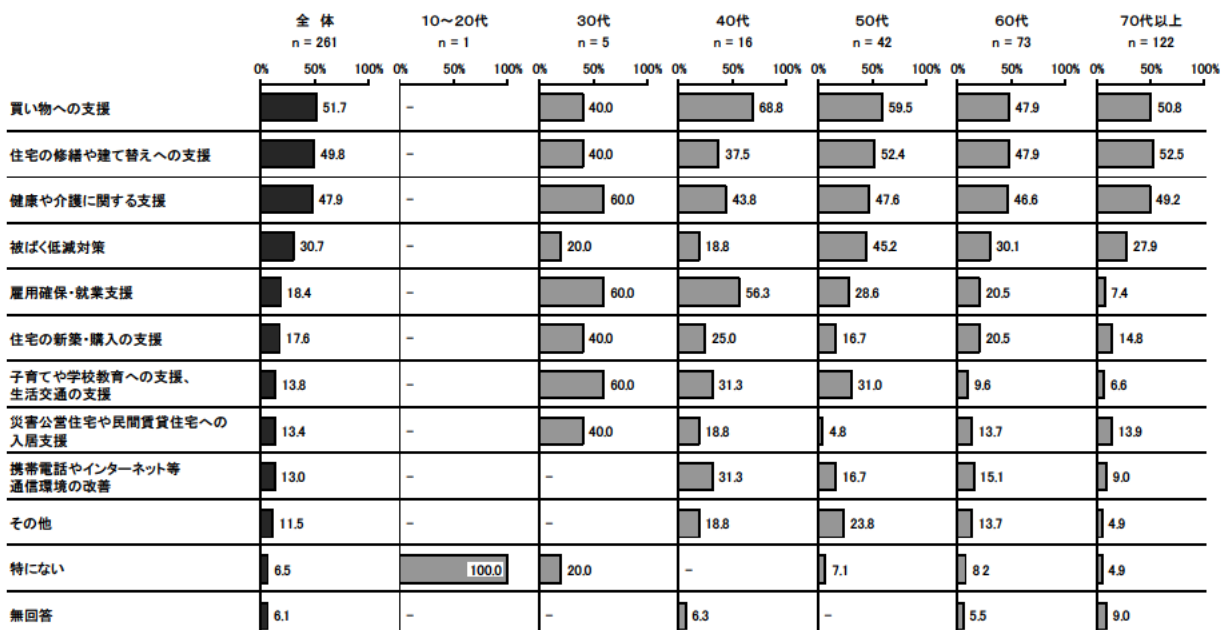 全 体 10～20代 30代 40代 50代 60代 70代以上
n = 261 n = 1 n = 5 n = 16 n = 42 n = 73 n = 122
0% 50% 100% 0% 50% 100% 0% 50% 100% 0% 50% 100% 0% 50% 100% 0% 50% 100% 0% 50% 100%
買い物への支援 51.7 - 40.0 68.8 59.5 47.9 50.8
住宅の修繕や建て替えへの支援 49.8 - 40.0 37.5 52.4 47.9 52.5
健康や介護に関する支援 47.9 - 60.0 43.8 47.6 46.6 49.2
被ばく低減対策 30.7 - 20.0 18.8 45.2 30.1 27.9
雇用確保・就業支援 18.4 - 60.0 56.3 28.6 20.5 7.4
住宅の新築・購入の支援 17.6 - 40.0 25.0 16.7 20.5 14.8
子育てや学校教育への支援、
生活交通の支援 13.8 - 60.0 31.3 31.0 9.6 6.6
災害公営住宅や民間賃貸住宅への
入居支援 13.4 - 40.0 18.8 4.8 13.7 13.9
携帯電話やインターネット等
通信環境の改善 13.0 - - 31.3 16.7 15.1 9.0
その他 11.5 - - 18.8 23.8 13.7 4.9
特にない 6.5 100.0 20.0 - 7.1 8 2 4.9
無回答 6.1 - - 6.3 - 5.5 9.0